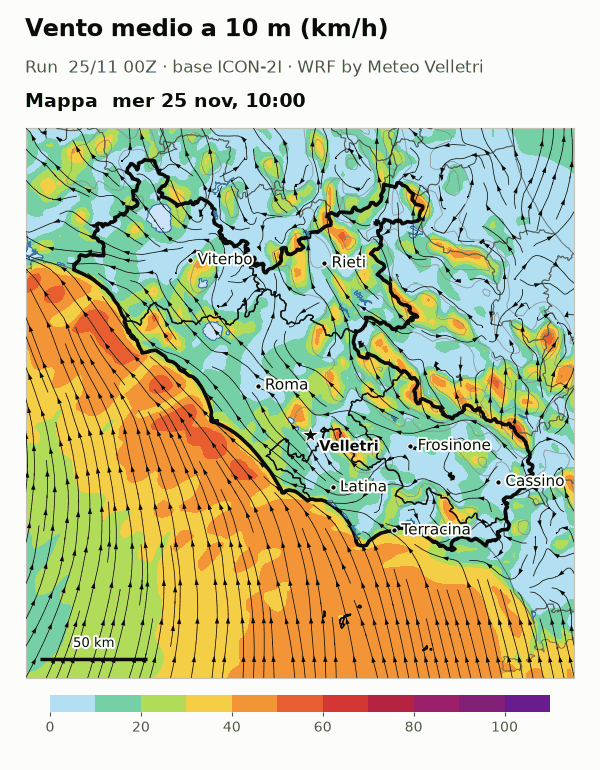 Vento medio a 10 m (km/h)
Run  25/11 00Z · base ICON-2I · WRF by Meteo Velletri
Mappa  mer 25 nov, 10:00
Viterbo
Rieti
Roma
Velletri
Frosinone
Latina
Cassino
Terracina
50 km
0 20 40 60 80 100